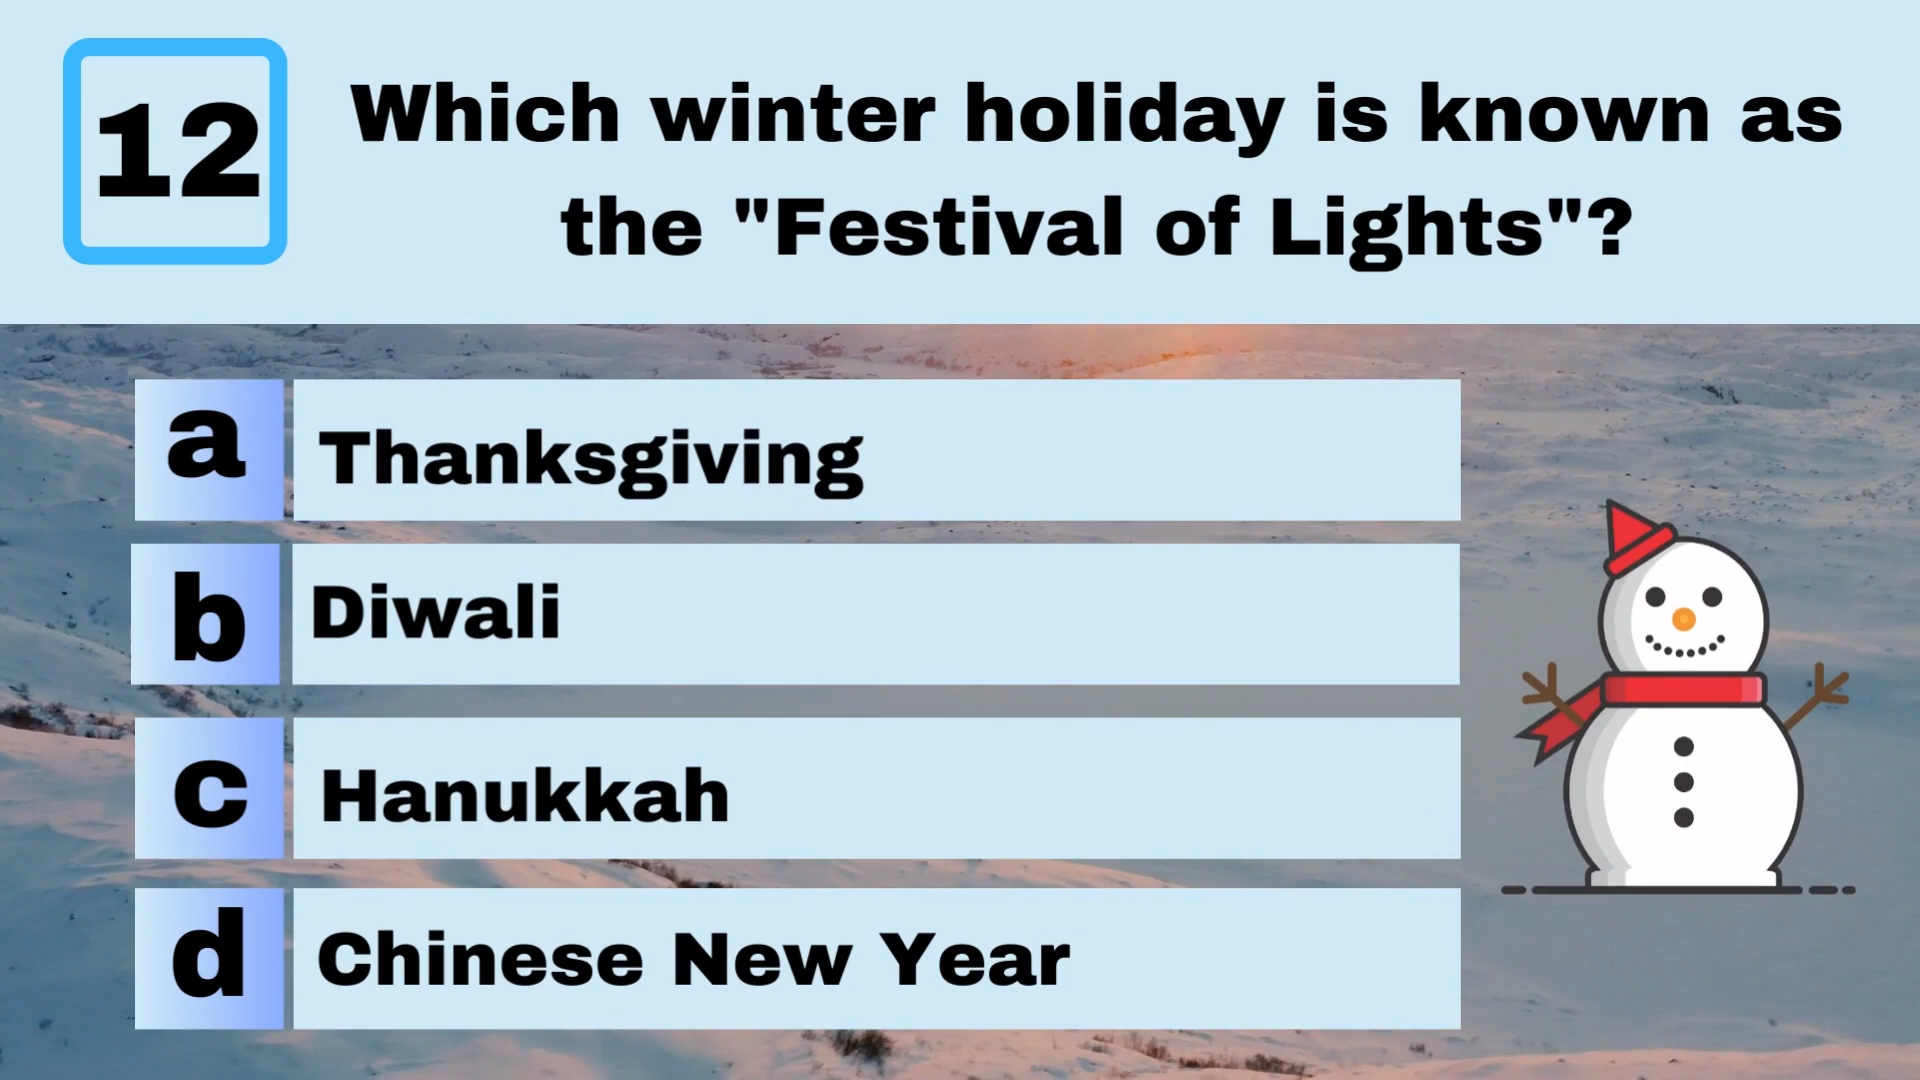 12
Which winter holiday is known as
the "Festival of Lights"?
a
Thanksgiving
b
Diwali
c
Hanukkah
d
Chinese New Year